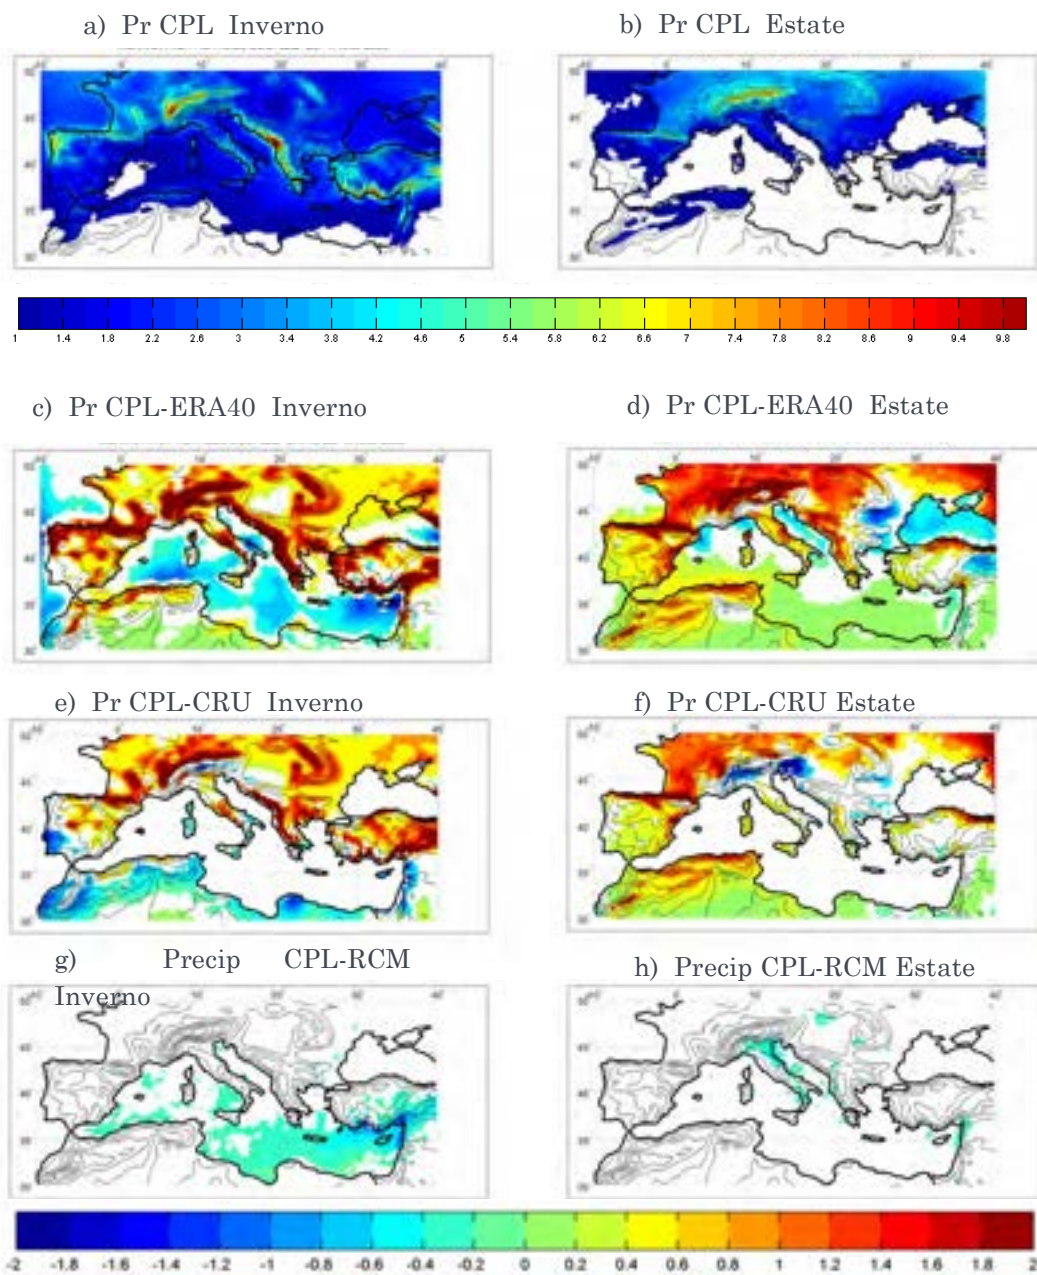 a) Pr CPL Inverno
b) Pr CPL Estate
1 1.4 1.8 2.2 2.6 3 3.4 3.8 4.2 4.6 5 5.4 5.8 6.2 6.6 7 7.4 7.8 8.2 8.6 9 9.4 9.8
c) Pr CPL-ERA40 Inverno
d) Pr CPL-ERA40 Estate
e) Pr CPL-CRU Inverno
f) Pr CPL-CRU Estate
g) Precip CPL-RCM
Inverno
h) Precip CPL-RCM Estate
-2 -1.8 -1.6 -1.4 -1.2 -1 -0.8 -0.6 -0.4 -0.2 0 0.2 0.4 0.6 0.8 1 1.2 1.4 1.6 1.8 2